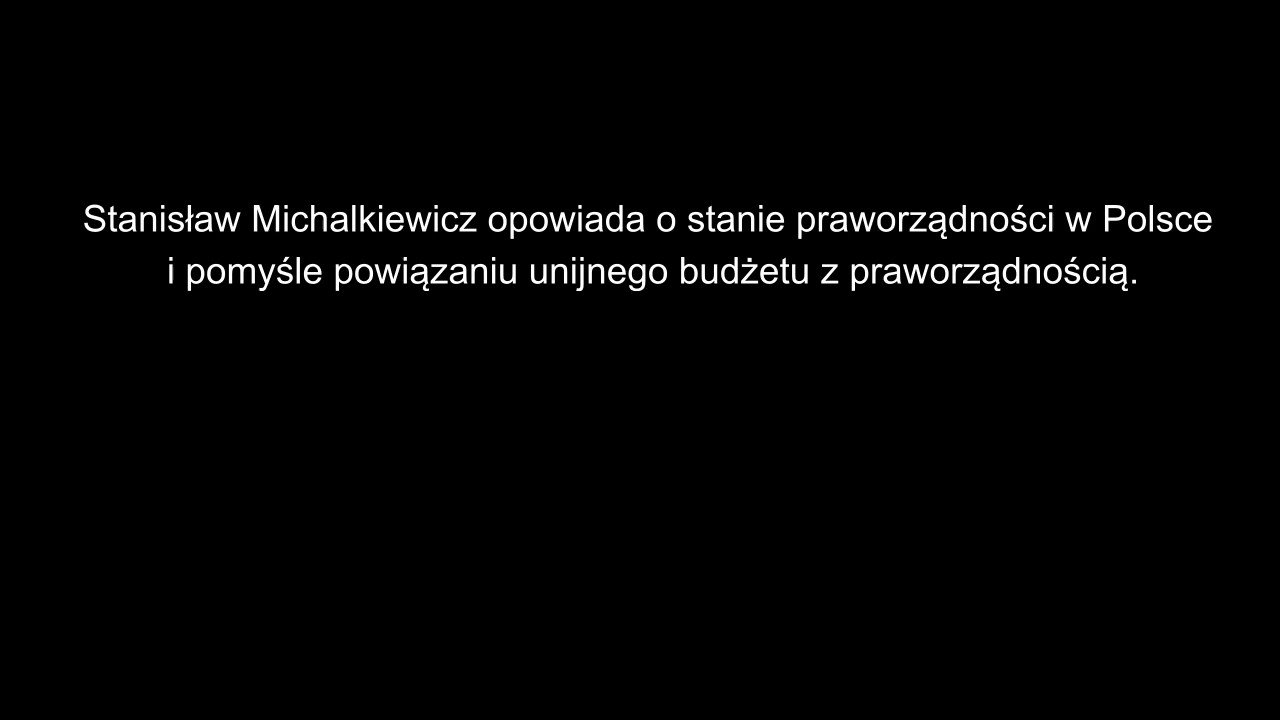 Stanisław Michalkiewicz opowiada o stanie praworządności w Polsce
i pomyśle powiązaniu unijnego budżetu z praworządnością.